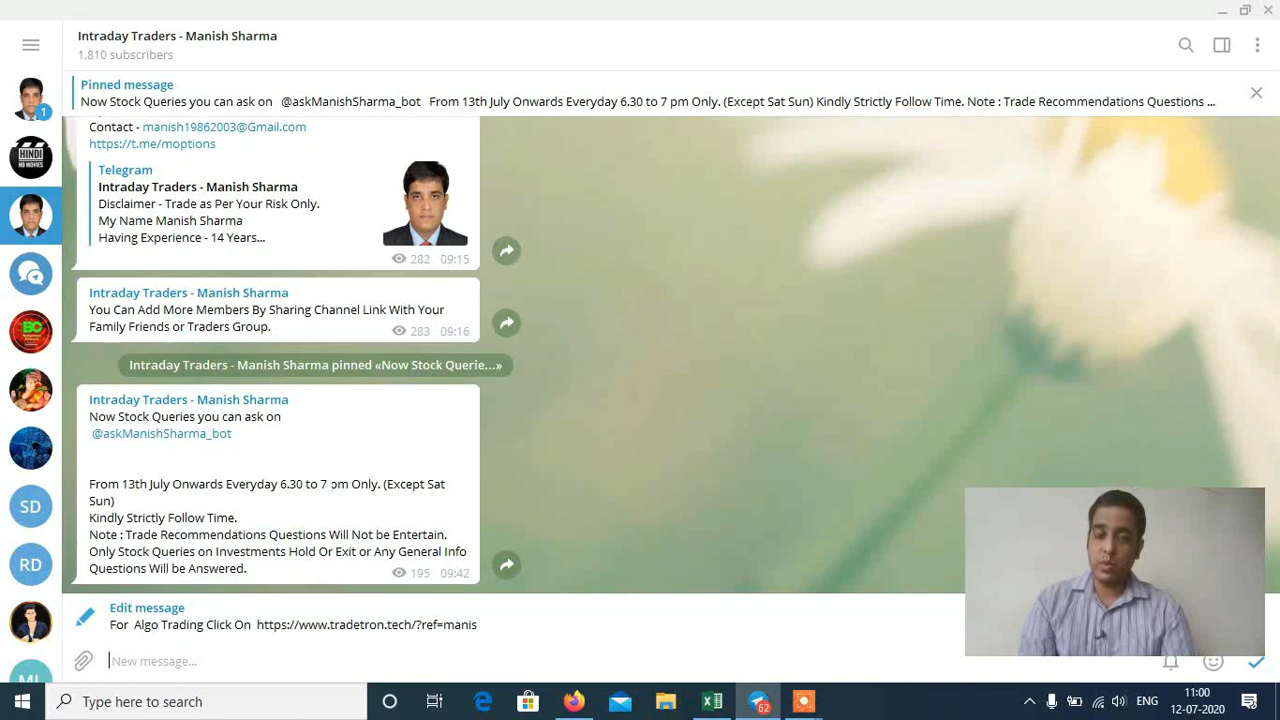 Intraday Traders - Manish Sharma
1,810 subscribers
Pinned message
Now Stock Queries you can ask on @askManishSharma_bot From 13th July Onwards Everyday 6.30 to 7 pm Only. (Except Sat Sun) Kindly Strictly Follow Time. Note : Trade Recommendations Questions ...
1
HINDI
HD MOVIES
BC
SD
RD
Contact - manish19862003@Gmail.com
https://t.me/moptions
Telegram
Intraday Traders - Manish Sharma
Disclaimer - Trade as Per Your Risk Only.
My Name Manish Sharma
Having Experience - 14 Years...
282 09:15
Intraday Traders - Manish Sharma
You Can Add More Members By Sharing Channel Link With Your
Family Friends or Traders Group.
283 09:16
Intraday Traders - Manish Sharma pinned «Now Stock Querie...»
Intraday Traders - Manish Sharma
Now Stock Queries you can ask on
@askManishSharma_bot
From 13th July Onwards Everyday 6.30 to 7 pm Only. (Except Sat
Sun)
Kindly Strictly Follow Time.
Note : Trade Recommendations Questions Will Not be Entertain.
Only Stock Queries on Investments Hold Or Exit or Any General Info
Questions Will be Answered.
195 09:42
Edit message
For Algo Trading Click On https://www.tradetron.tech/?ref=manis
New message...
Type here to search
62
ENG
11:00
12-07-2020